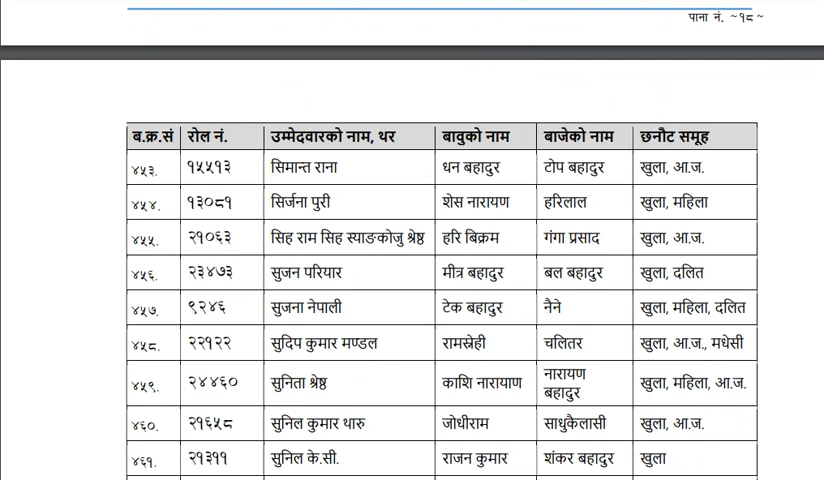 पाना नं. ~१८~
ब.क्र.सं रोल नं. उम्मेदवारको नाम, थर बावुको नाम बाजेको नाम छनौट समूह
४५३. १५५१३ सिमान्त राना धन बहादुर टोप बहादुर खुला, आ.ज.
४५४. १३०८१ सिर्जना पुरी शेस नारायण हरिलाल खुला, महिला
४५५. २१०६३ सिह राम सिह स्याङकोजु श्रेष्ठ हरि बिक्रम गंगा प्रसाद खुला, आ.ज.
४५६. २३४७३ सुजन परियार मीत्र बहादुर बल बहादुर खुला, दलित
४५७. ९२४६ सुजना नेपाली टेक बहादुर नैने खुला, महिला, दलित
४५८. २२१२२ सुदिप कुमार मण्डल रामस्नेही चलितर खुला, आ.ज., मधेसी
४५९. २४४६० सुनिता श्रेष्ठ काशि नारायाण नारायण बहादुर खुला, महिला, आ.ज.
४६०. २१६५८ सुनिल कुमार थारु जोधीराम साधुकैलासी खुला, आ.ज.
४६१. २१३११ सुनिल के.सी. राजन कुमार शंकर बहादुर खुला